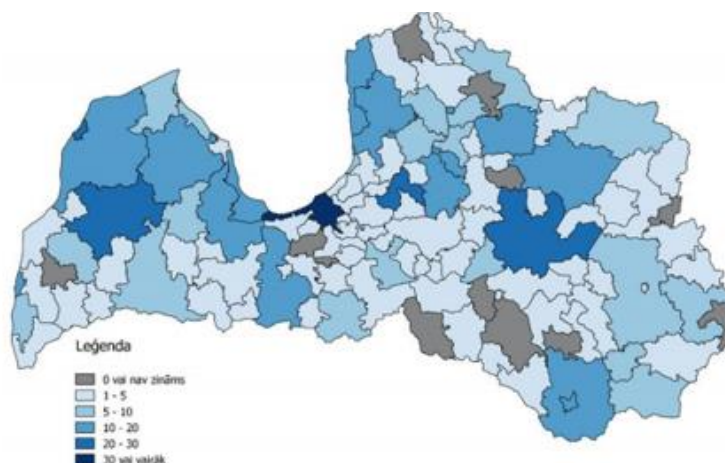 Leģenda
0 vai nav zināms
1 - 5
5 - 10
10 - 20
20 - 30
30 vai vairāk